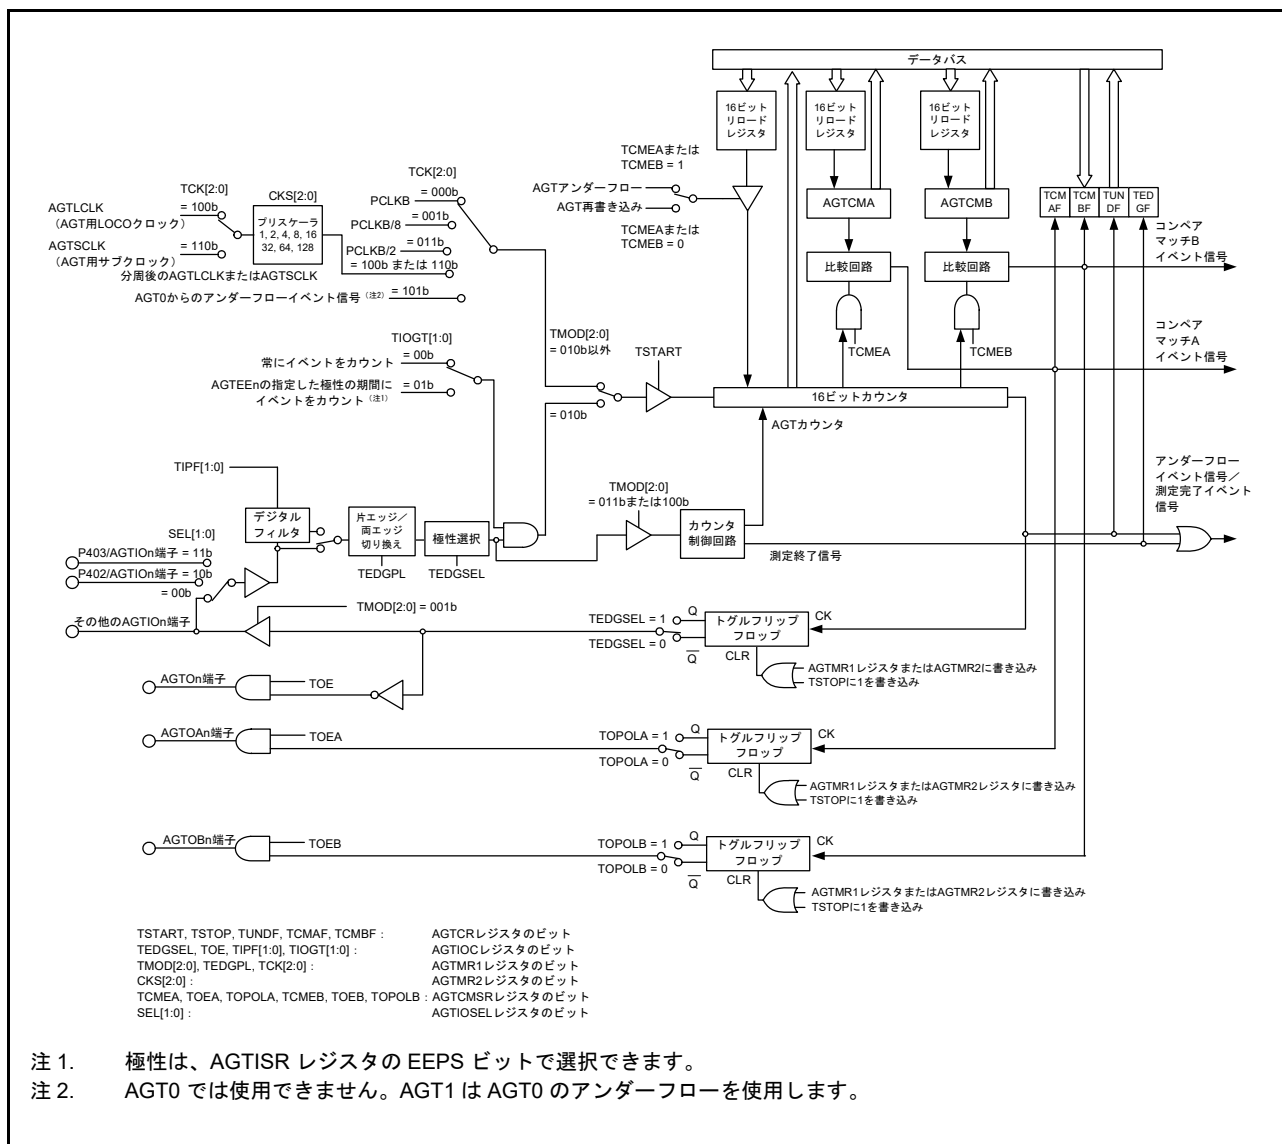 データバス
16ビット
リロード
レジスタ
16ビット
リロード
レジスタ
16ビット
リロード
レジスタ
TCMEAまたは
TCMEB = 1
AGTアンダーフロー
AGT再書き込み
TCMEAまたは
TCMEB = 0
AGTCMA
AGTCMB
比較回路
比較回路
TCMEA
TCMEB
TCM
AF
TCM
BF
TUN
DF
TED
GF
コンペア
マッチB
イベント信号
コンペア
マッチA
イベント信号
TCK[2:0]
AGTLCLK
(AGT用LOCOクロック)
= 100b
AGTSCLK
(AGT用サブクロック)
= 110b
CKS[2:0]
プリスケーラ
1, 2, 4, 8, 16
32, 64, 128
TCK[2:0]
PCLKB
= 000b
PCLKB/8
= 001b
PCLKB/2
= 011b
= 100b または 110b
分周後のAGTLCLKまたはAGTSCLK
AGT0からのアンダーフローイベント信号(注2) = 101b
TIOGT[1:0]
常にイベントをカウント
= 00b
AGTEEnの指定した極性の期間に
イベントをカウント(注1)
= 01b
TMOD[2:0]
= 010b以外
= 010b
TSTART
16ビットカウンタ
AGTカウンタ
TIPF[1:0]
デジタル
フィルタ
SEL[1:0]
P403/AGTIOn端子 = 11b
P402/AGTIOn端子 = 10b
= 00b
その他のAGTIOn端子
片エッジ/
両エッジ
切り換え
TEDGPL
極性選択
TEDGSEL
TMOD[2:0]
= 011bまたは100b
カウンタ
制御回路
測定終了信号
アンダーフロー
イベント信号/
測定完了イベント
信号
TMOD[2:0] = 001b
TEDGSEL = 1
TEDGSEL = 0
Q
Q
トグルフリップ
フロップ
CK
CLR
AGTMR1レジスタまたはAGTMR2に書き込み
TSTOPに1を書き込み
AGTOn端子
TOE
AGTOAn端子
TOEA
TOPOLA = 1
TOPOLA = 0
Q
Q
トグルフリップ
フロップ
CK
CLR
AGTMR1レジスタまたはAGTMR2レジスタに書き込み
TSTOPに1を書き込み
AGTOBn端子
TOEB
TOPOLB = 1
TOPOLB = 0
Q
Q
トグルフリップ
フロップ
CK
CLR
AGTMR1レジスタまたはAGTMR2レジスタに書き込み
TSTOPに1を書き込み
TSTART, TSTOP, TUNDF, TCMAF, TCMBF : AGTCRレジスタのビット
TEDGSEL, TOE, TIPF[1:0], TIOGT[1:0] : AGTIOCレジスタのビット
TMOD[2:0], TEDGPL, TCK[2:0] : AGTMR1レジスタのビット
CKS[2:0] : AGTMR2レジスタのビット
TCMEA, TOEA, TOPOLA, TCMEB, TOEB, TOPOLB : AGTCMSRレジスタのビット
SEL[1:0] : AGTIOSELレジスタのビット
注 1. 極性は、AGTISR レジスタの EEPS ビットで選択できます。
注 2. AGT0 では使用できません。AGT1 は AGT0 のアンダーフローを使用します。